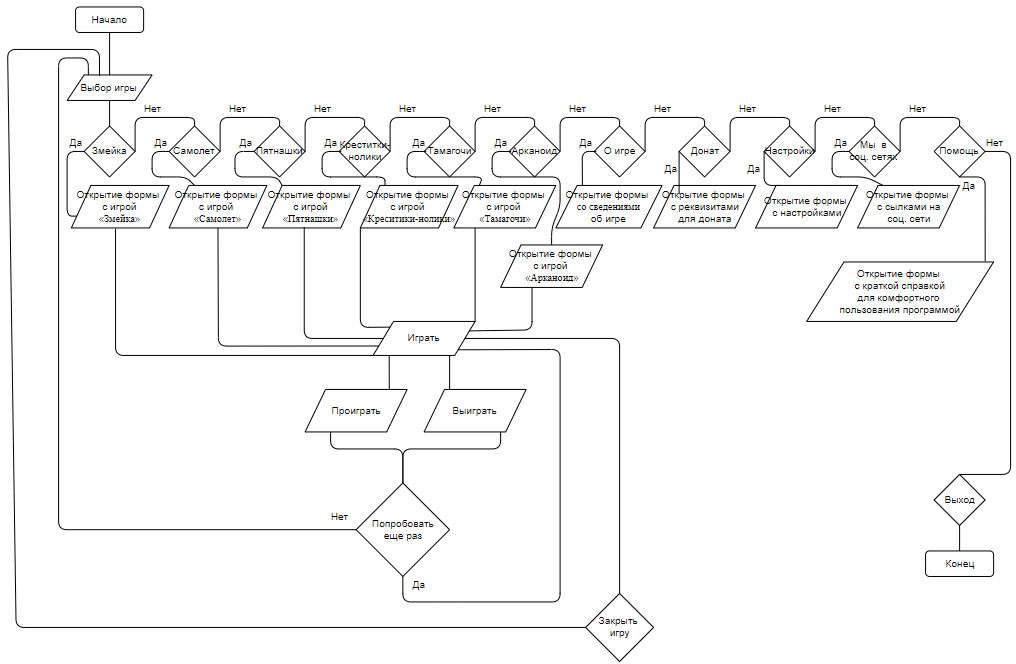 Начало
Выбор игры
Нет
Нет
Нет
Нет
Нет
Нет
Нет
Нет
Нет
Нет
Да
Змейка
Да
Самолет
Да
Пятнашки
Да
Креститки-
нолики
Да
Тамагочи
Да
Арканоид
Да
О игре
Да
Донат
Да
Настройки
Да
Мы в
соц. сетях
Помощь
Нет
Да
Открытие формы
с игрой
«Змейка»
Открытие формы
с игрой
«Самолет»
Открытие формы
с игрой
«Пятнашки»
Открытие формы
с игрой
«Креситики-нолики»
Открытие формы
с игрой
«Тамагочи»
Открытие формы
с игрой
«Арканоид»
Открытие формы
со сведениями
об игре
Открытие формы
с реквизитами
для доната
Открытие формы
с настройками
Открытие формы
с сылками на
соц. сети
Открытие формы
с краткой справкой
для комфортного
пользования программой
Играть
Проиграть
Выиграть
Нет
Попробовать
еще раз
Да
Закрыть
игру
Выход
Конец